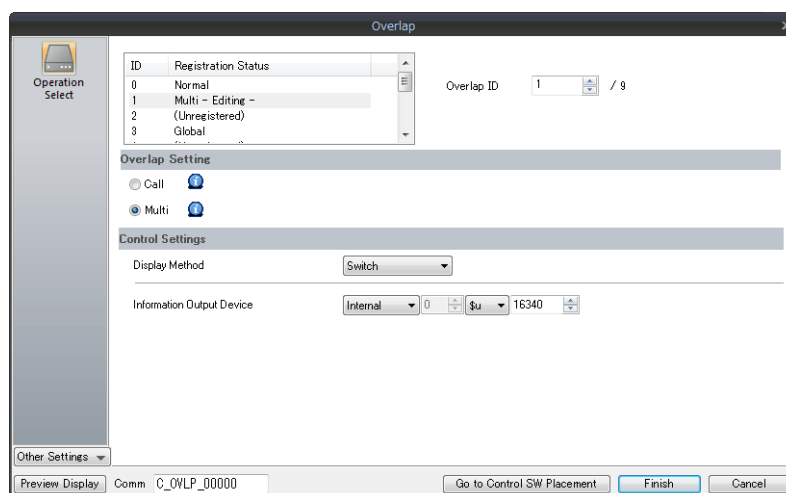 Overlap
Operation
Select
ID Registration Status
0 Normal
1 Multi - Editing -
2 (Unregistered)
3 Global
Overlap ID 1 / 9
Overlap Setting
Call
Multi
Control Settings
Display Method Switch
Information Output Device Internal 0 $u 16340
Other Settings
Preview Display Comm C_OVLP_00000 Go to Control SW Placement Finish Cancel